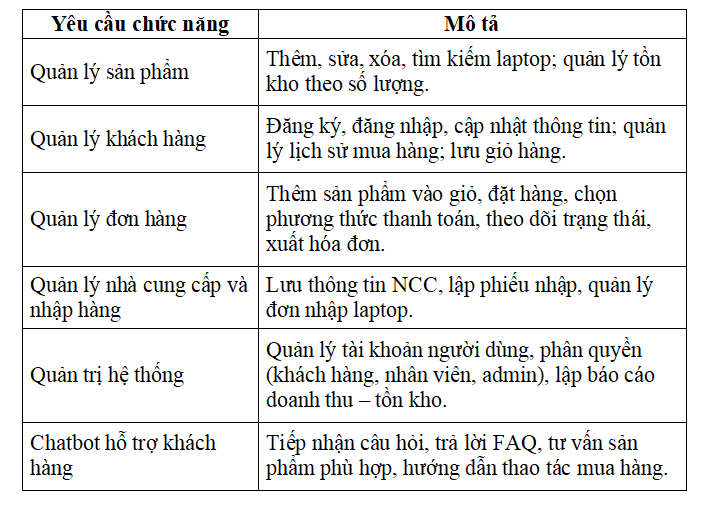 Yêu cầu chức năng
Mô tả
Quản lý sản phẩm
Thêm, sửa, xóa, tìm kiếm laptop; quản lý tồn
kho theo số lượng.
Quản lý khách hàng
Đăng ký, đăng nhập, cập nhật thông tin; quản
lý lịch sử mua hàng; lưu giỏ hàng.
Quản lý đơn hàng
Thêm sản phẩm vào giỏ, đặt hàng, chọn
phương thức thanh toán, theo dõi trạng thái,
xuất hóa đơn.
Quản lý nhà cung cấp và
nhập hàng
Lưu thông tin NCC, lập phiếu nhập, quản lý
đơn nhập laptop.
Quản trị hệ thống
Quản lý tài khoản người dùng, phân quyền
(khách hàng, nhân viên, admin), lập báo cáo
doanh thu – tồn kho.
Chatbot hỗ trợ khách
hàng
Tiếp nhận câu hỏi, trả lời FAQ, tư vấn sản
phẩm phù hợp, hướng dẫn thao tác mua hàng.